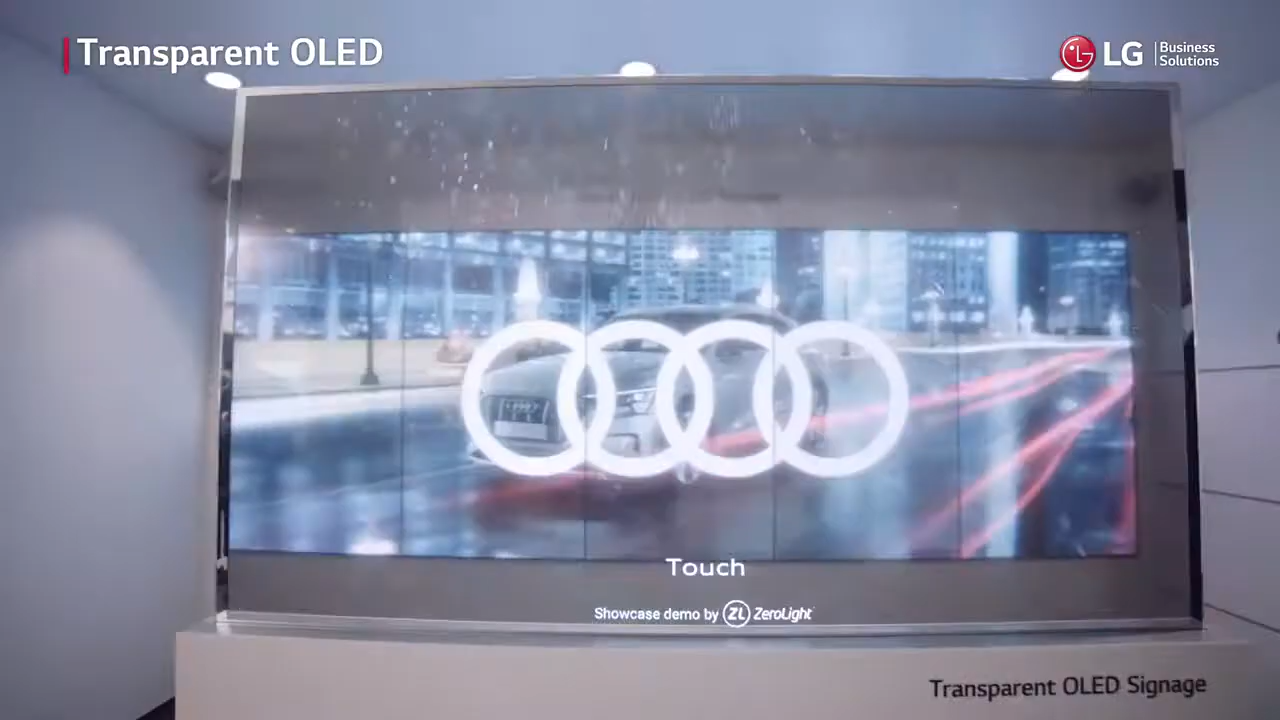 Transparent OLED
LG Business Solutions
Touch
Showcase demo by ZL ZeroLight
Transparent OLED Signage